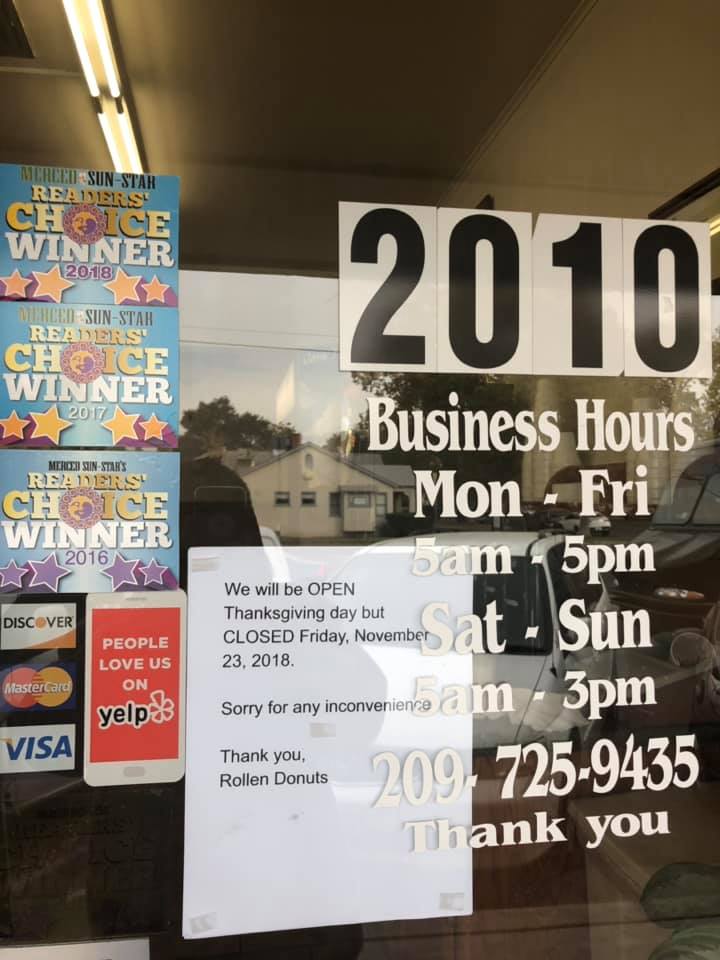 MERCED SUN-STAR
READERS'
CHOICE
WINNER
2018
MERCED SUN-STAR
READERS'
CHOICE
WINNER
2017
MERCED SUN-STAR'S
READERS'
CHOICE
WINNER
2016
DISCOVER
MasterCard
VISA
PEOPLE
LOVE US
ON
yelp
We will be OPEN
Thanksgiving day but
CLOSED Friday, November
23, 2018.
Sorry for any inconvenience
Thank you,
Rollen Donuts
2010
Business Hours
Mon - Fri
5am - 5pm
Sat - Sun
5am - 3pm
209-725-9435
Thank you